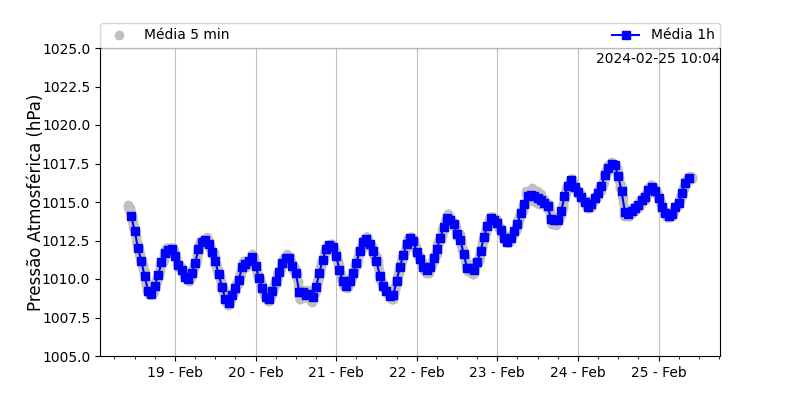 Média 5 min
Média 1h
2024-02-25 10:04
Pressão Atmosférica (hPa)
1025.0
1022.5
1020.0
1017.5
1015.0
1012.5
1010.0
1007.5
1005.0
19 - Feb
20 - Feb
21 - Feb
22 - Feb
23 - Feb
24 - Feb
25 - Feb